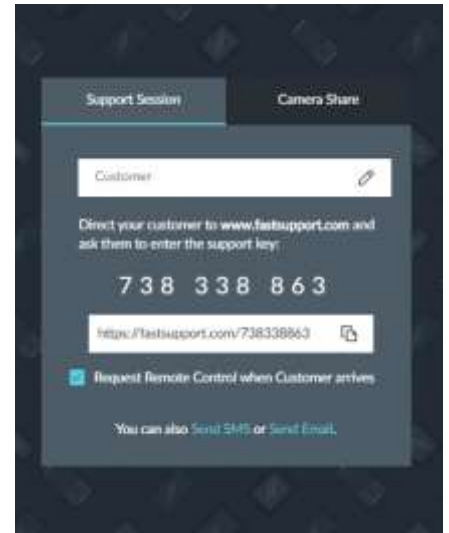 Support Session
Camera Share
Customer
Direct your customer to www.fastsupport.com and
ask them to enter the support key:
738 338 863
https://fastsupport.com/738338863
Request Remote Control when Customer arrives
You can also Send SMS or Send Email.